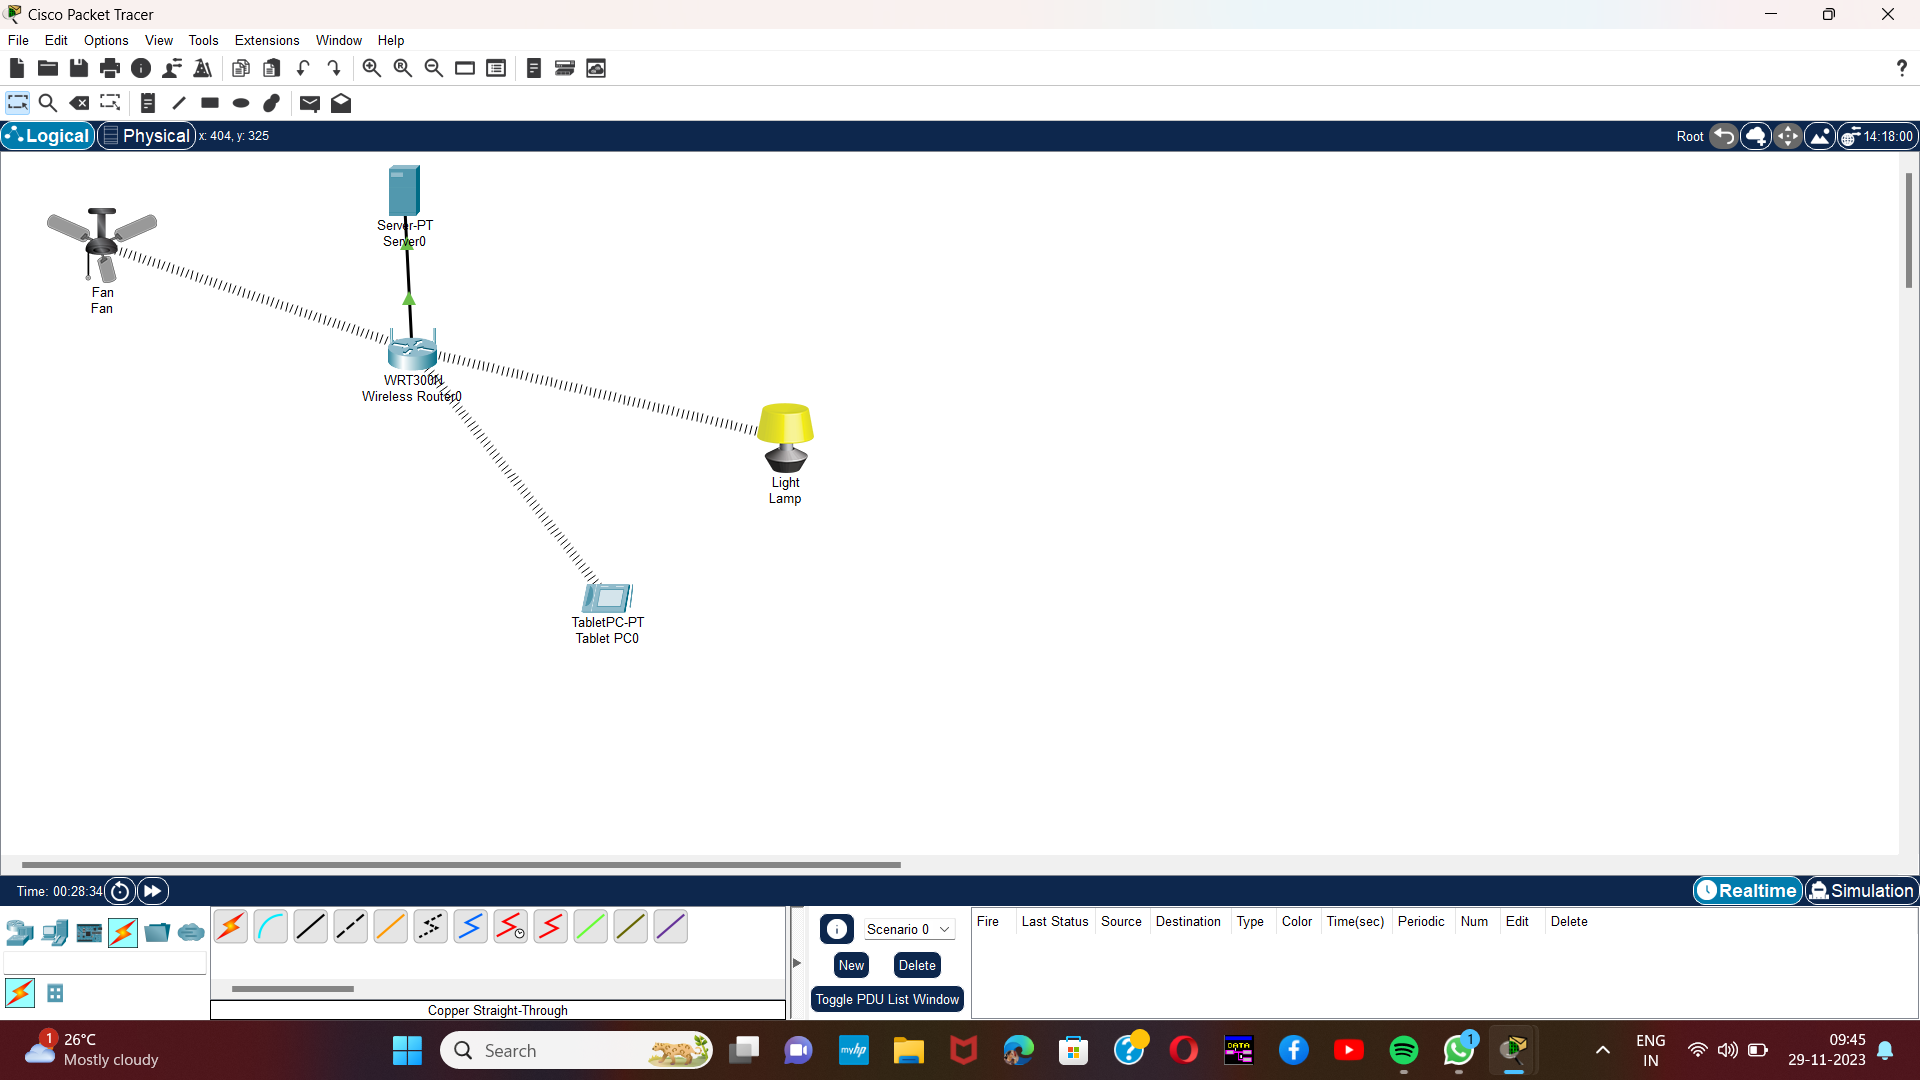 Cisco Packet Tracer
File Edit Options View Tools Extensions Window Help
?
Logical Physical x: 404, y: 325 Root 14:18:00
Server-PT
Server0
Fan
Fan
WRT300N
Wireless Router0
Light
Lamp
TabletPC-PT
Tablet PC0
Time: 00:28:34 Realtime Simulation
Scenario 0
New Delete
Toggle PDU List Window
Fire Last Status Source Destination Type Color Time(sec) Periodic Num Edit Delete
Copper Straight-Through
1
26°C
Mostly cloudy
Search
myhp
DATA
1
ENG
IN
09:45
29-11-2023